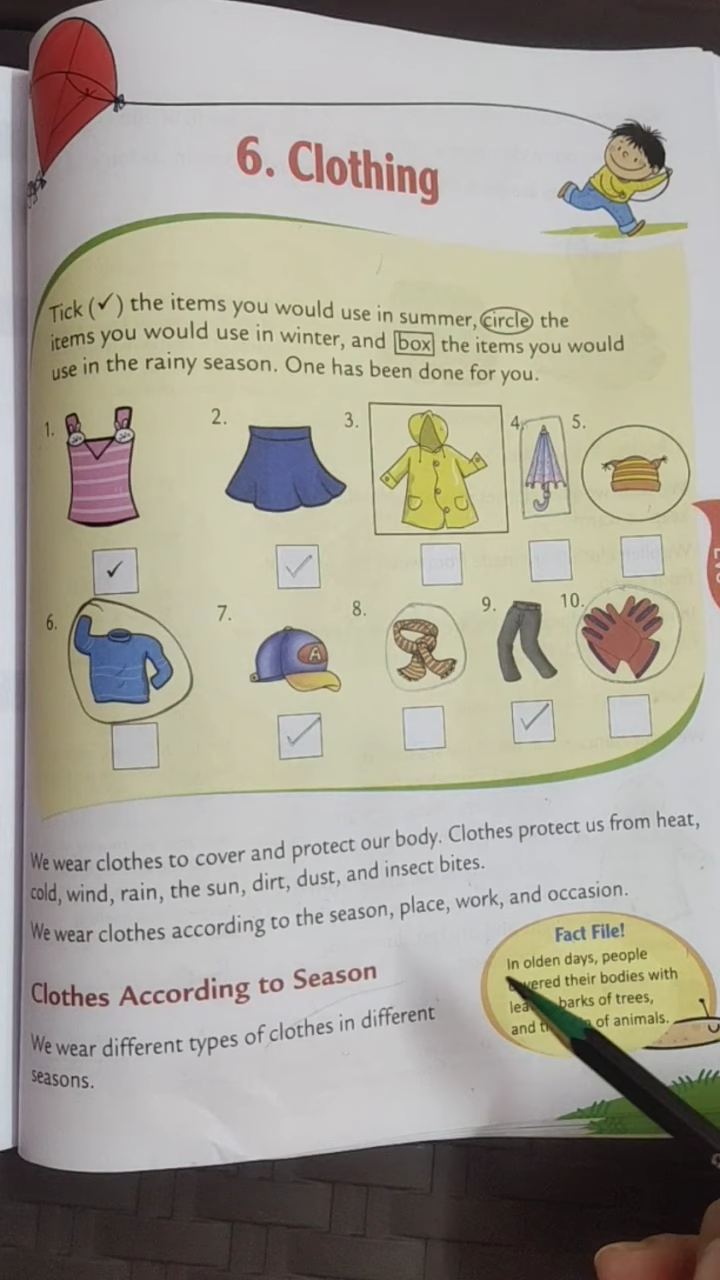 6. Clothing
Tick (✓) the items you would use in summer, circle the
items you would use in winter, and box the items you would
use in the rainy season. One has been done for you.
1. 2. 3. 4. 5.
✓ ✓
6. 7. 8. 9. 10.
A
✓ ✓
We wear clothes to cover and protect our body. Clothes protect us from heat,
cold, wind, rain, the sun, dirt, dust, and insect bites.
We wear clothes according to the season, place, work, and occasion.
Fact File!
In olden days, people
their bodies with
barks of trees,
and of animals.
Clothes According to Season
We wear different types of clothes in different
seasons.